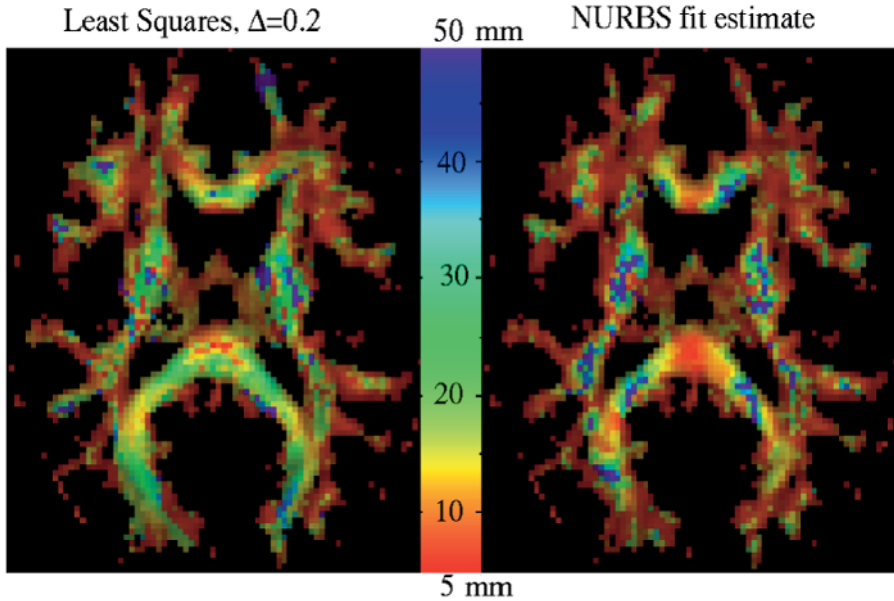 Least Squares, Δ=0.2
50 mm
NURBS fit estimate
40
30
20
10
5 mm